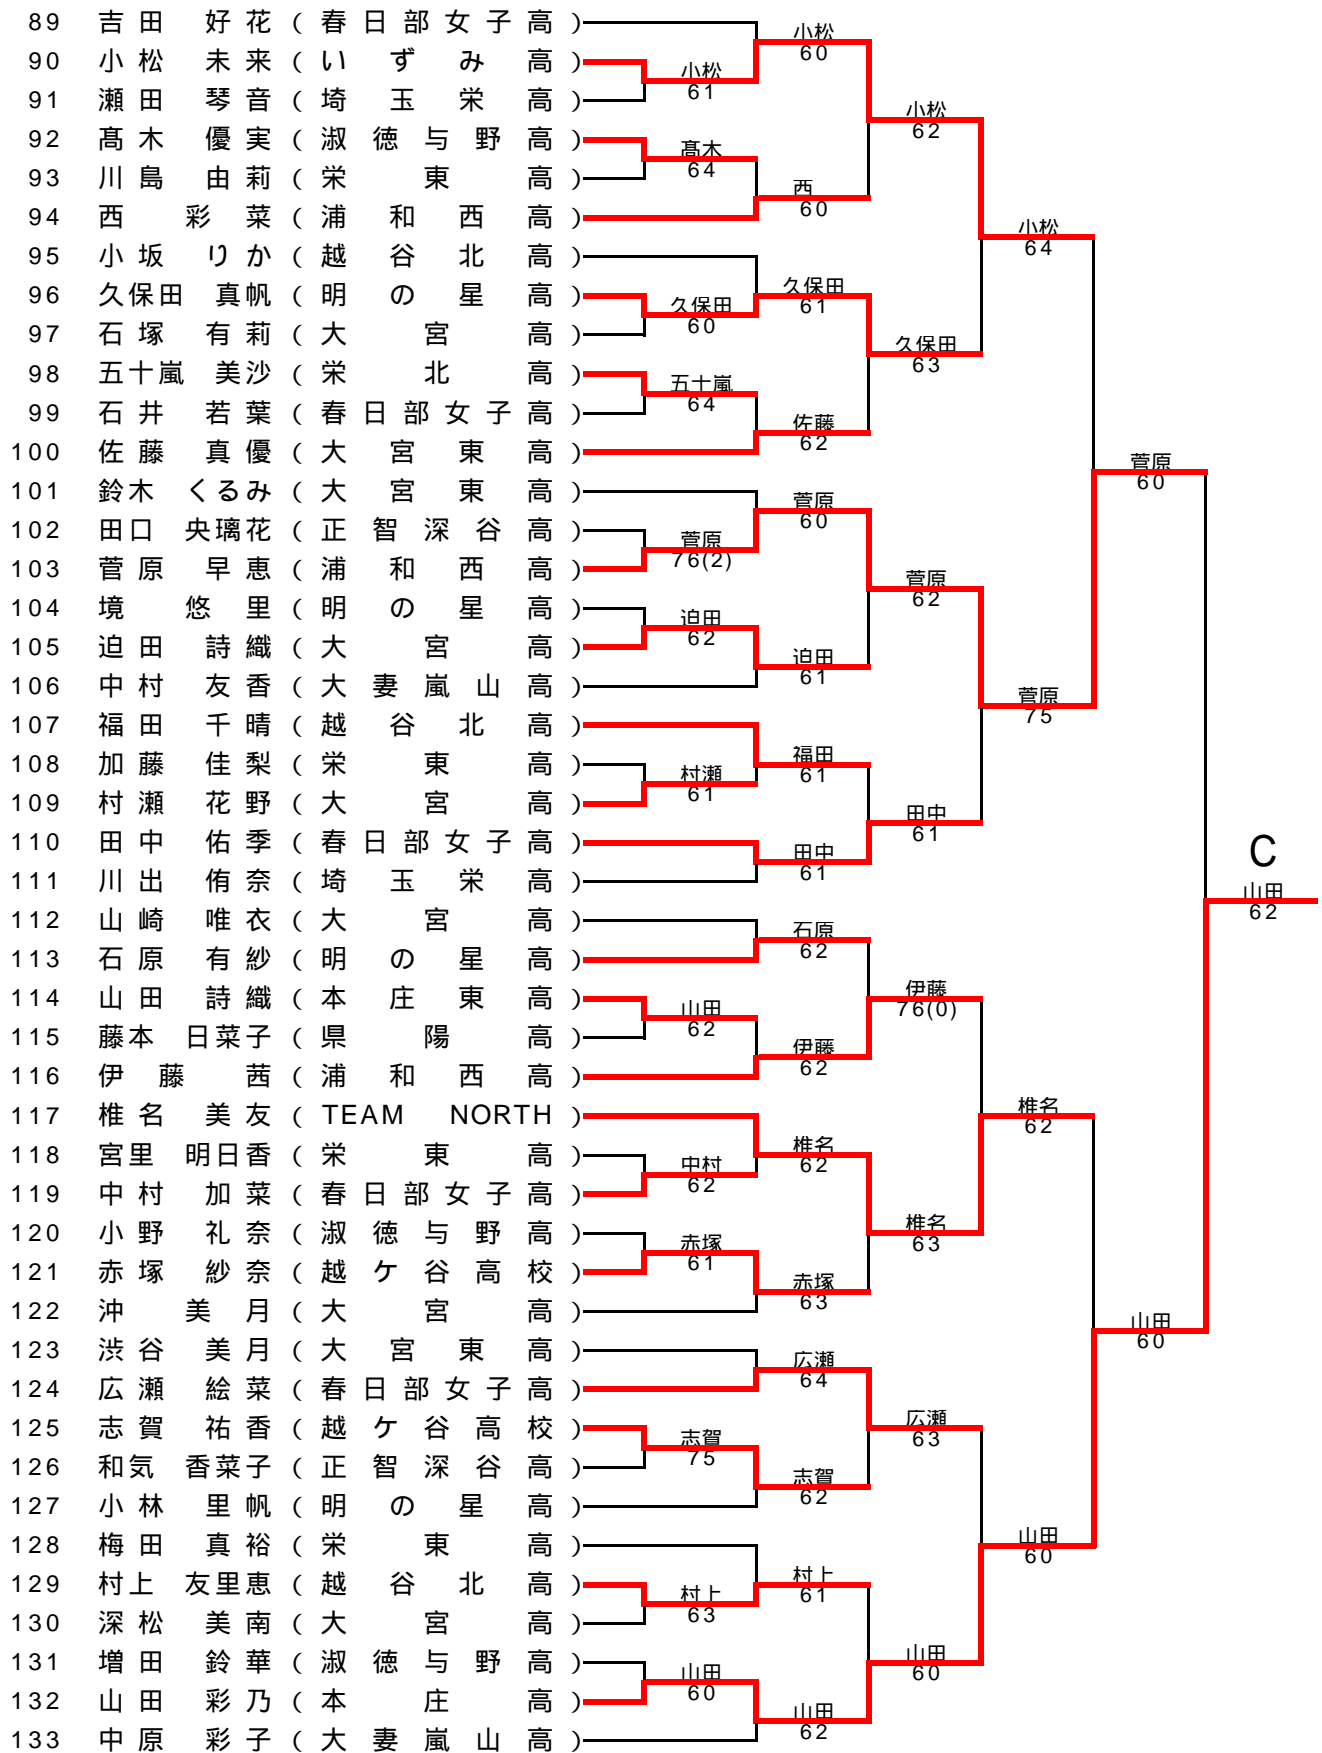 89 吉田 好花 (春日部女子高)
90 小松 未来 (いずみ高)
91 瀬田 琴音 (埼玉栄高)
92 髙木 優実 (淑徳与野高)
93 川島 由莉 (栄東高)
94 西 彩菜 (浦和西高)
95 小坂 りか (越谷北高)
96 久保田 真帆 (明の星高)
97 石塚 有莉 (大宮高)
98 五十嵐 美沙 (栄北高)
99 石井 若葉 (春日部女子高)
100 佐藤 真優 (大宮東高)
101 鈴木 くるみ (大宮東高)
102 田口 央璃花 (正智深谷高)
103 菅原 早恵 (浦和西高)
104 境 悠里 (明の星高)
105 迫田 詩織 (大宮高)
106 中村 友香 (大妻嵐山高)
107 福田 千晴 (越谷北高)
108 加藤 佳梨 (栄東高)
109 村瀬 花野 (大宮高)
110 田中 佑季 (春日部女子高)
111 川出 侑奈 (埼玉栄高)
112 山崎 唯衣 (大宮高)
113 石原 有紗 (明の星高)
114 山田 詩織 (本庄東高)
115 藤本 日菜子 (県陽高)
116 伊藤 茜 (浦和西高)
117 椎名 美友 (TEAM NORTH)
118 宮里 明日香 (栄東高)
119 中村 加菜 (春日部女子高)
120 小野 礼奈 (淑徳与野高)
121 赤塚 紗奈 (越ケ谷高校)
122 沖 美月 (大宮高)
123 渋谷 美月 (大宮東高)
124 広瀬 絵菜 (春日部女子高)
125 志賀 祐香 (越ケ谷高校)
126 和気 香菜子 (正智深谷高)
127 小林 里帆 (明の星高)
128 梅田 真裕 (栄東高)
129 村上 友里恵 (越谷北高)
130 深松 美南 (大宮高)
131 増田 鈴華 (淑徳与野高)
132 山田 彩乃 (本庄高)
133 中原 彩子 (大妻嵐山高)
小松
61
髙木
64
久保田
60
五十嵐
64
菅原
76(2)
迫田
62
村瀬
61
山田
62
中村
62
赤塚
61
志賀
75
村上
63
山田
60
小松
60
西
60
久保田
61
佐藤
62
菅原
60
迫田
61
福田
61
田中
61
石原
62
伊藤
62
椎名
62
赤塚
63
広瀬
64
志賀
62
村上
61
山田
62
小松
62
久保田
63
菅原
62
田中
61
伊藤
76(0)
椎名
63
広瀬
63
山田
60
小松
64
菅原
75
椎名
62
山田
60
菅原
60
山田
60
C
山田
62